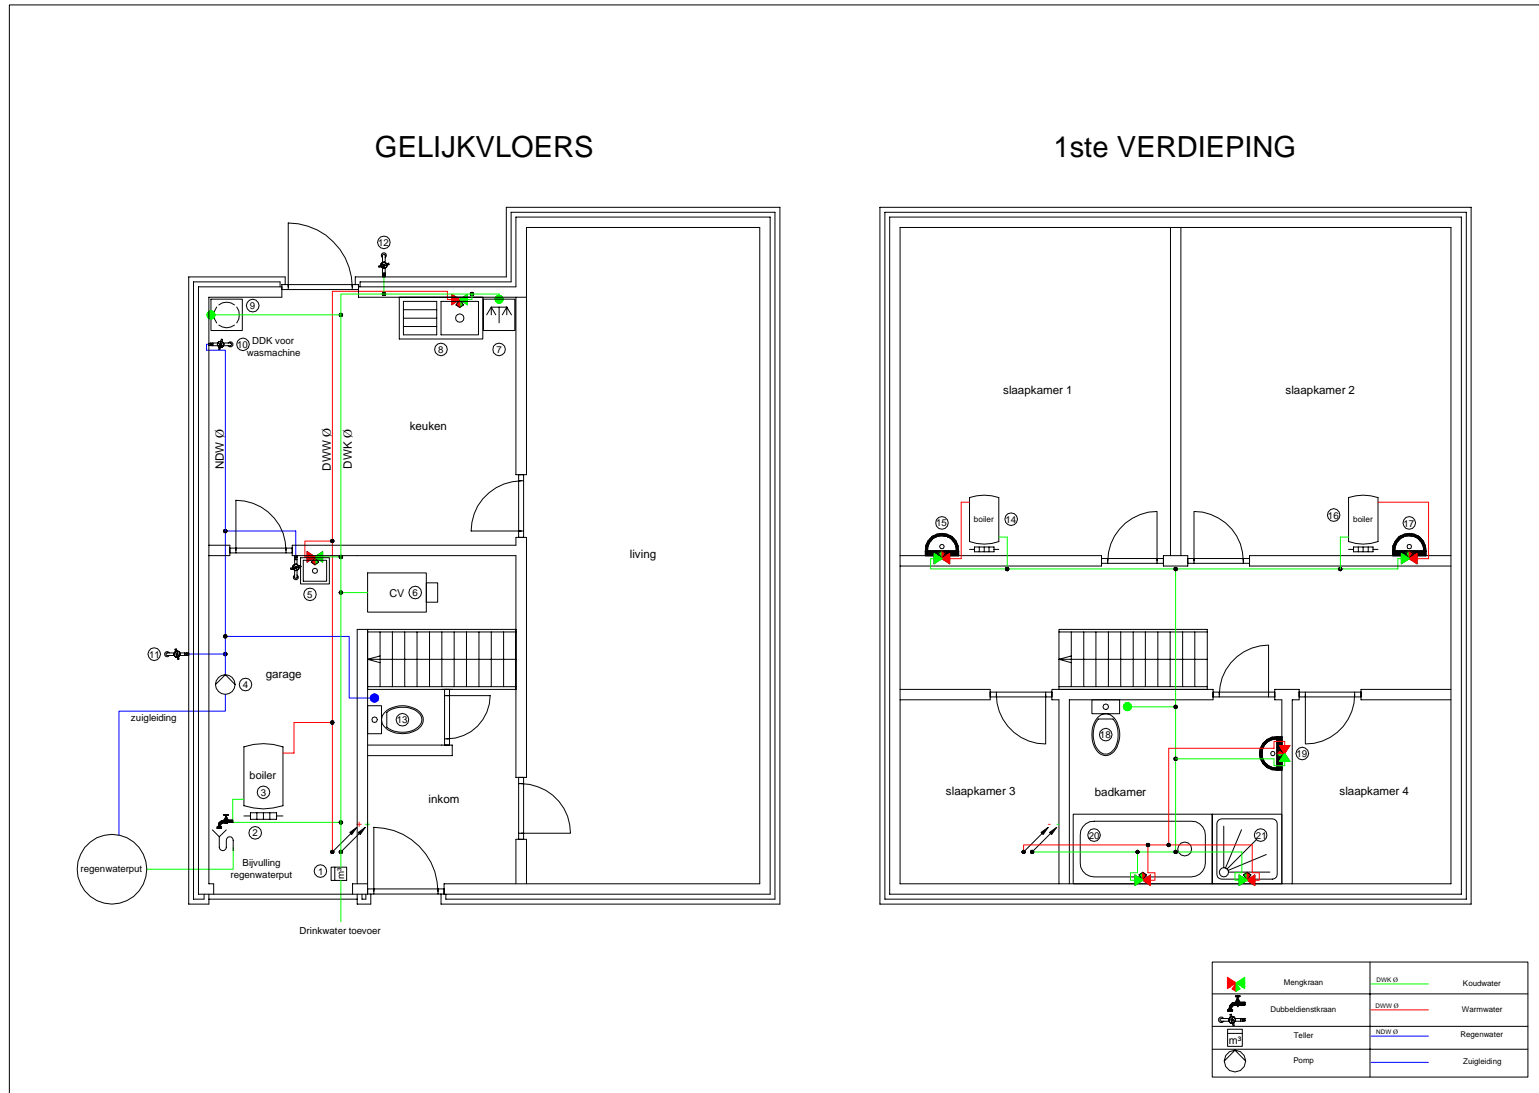 GELIJKVLOERS
1ste VERDIEPING
12
9
10
DDK voor
wasmachine
8
7
keuken
NDW Ø
DWW Ø
DWK Ø
5
CV
6
living
11
garage
4
zuigleiding
13
boiler
3
2
inkom
regenwaterput
Bijvulling
regenwaterput
1
m³
Drinkwater toevoer
slaapkamer 1
slaapkamer 2
15
boiler
14
16
boiler
17
18
19
slaapkamer 3
badkamer
slaapkamer 4
20
21
Mengkraan
DWK Ø
Koudwater
Dubbeldienstkraan
DWW Ø
Warmwater
m³
Teller
NDW Ø
Regenwater
Pomp
Zuigleiding